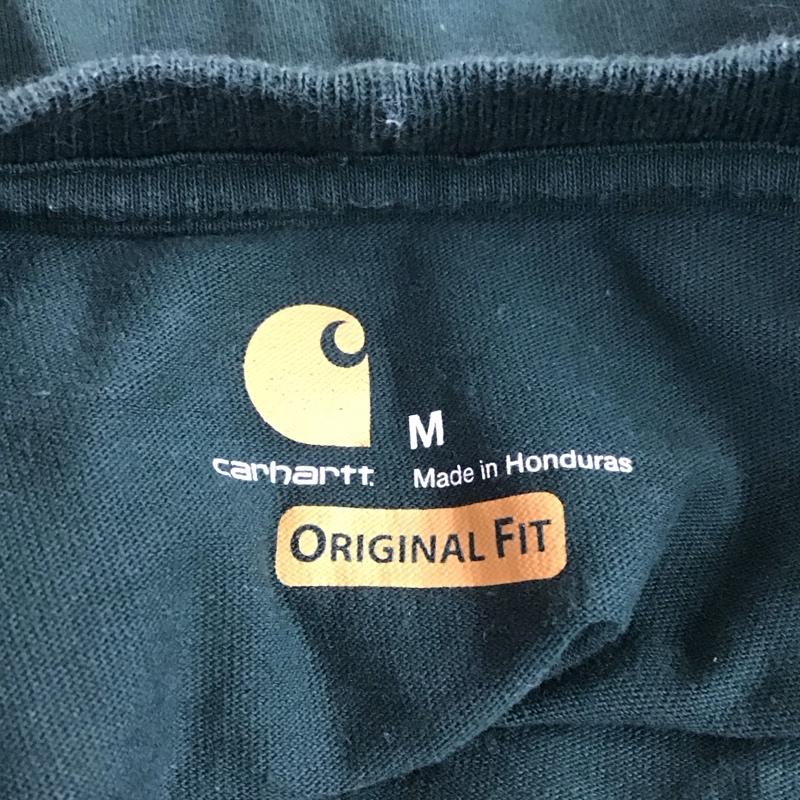 M
carhartt.
Made in Honduras
ORIGINAL FIT